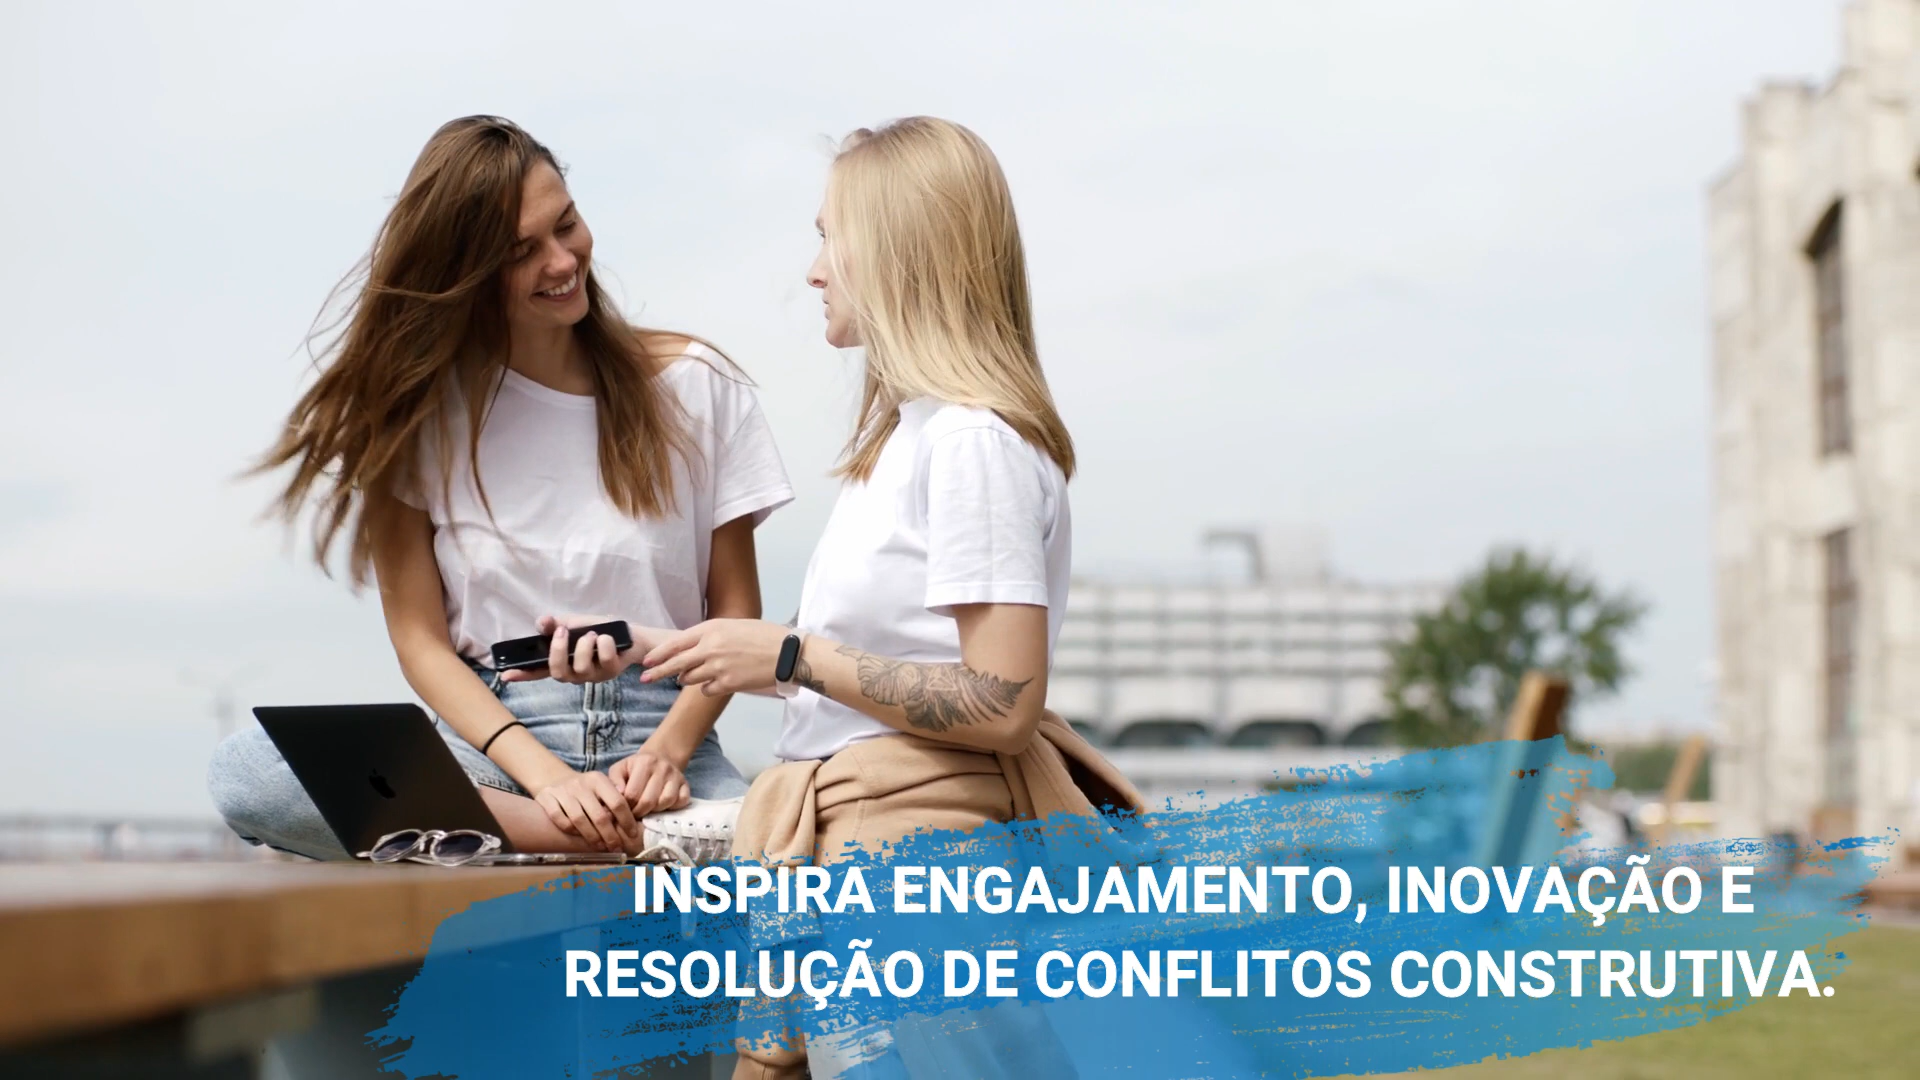 INSPIRA ENGAJAMENTO, INOVAÇÃO E
RESOLUÇÃO DE CONFLITOS CONSTRUTIVA.